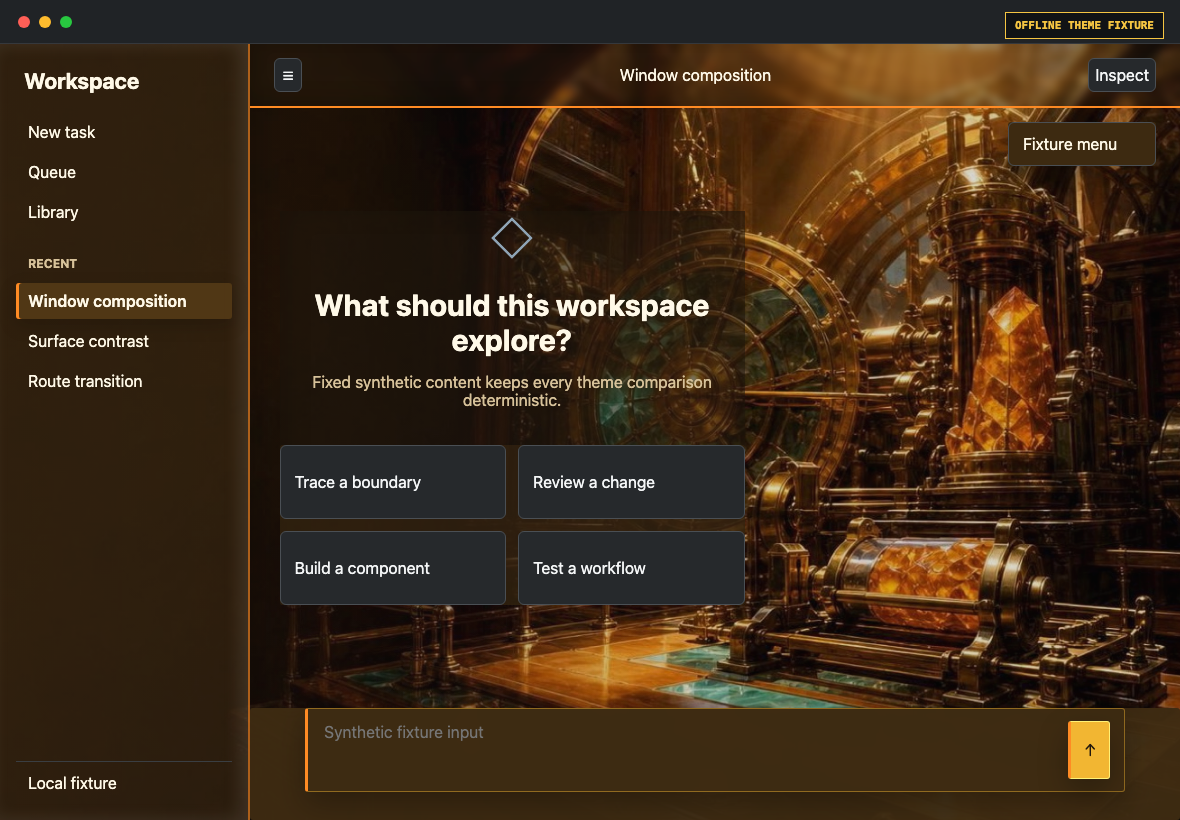 OFFLINE THEME FIXTURE
Workspace
New task
Queue
Library
RECENT
Window composition
Surface contrast
Route transition
Local fixture
Window composition
Inspect
Fixture menu
What should this workspace
explore?
Fixed synthetic content keeps every theme comparison
deterministic.
Trace a boundary
Review a change
Build a component
Test a workflow
Synthetic fixture input